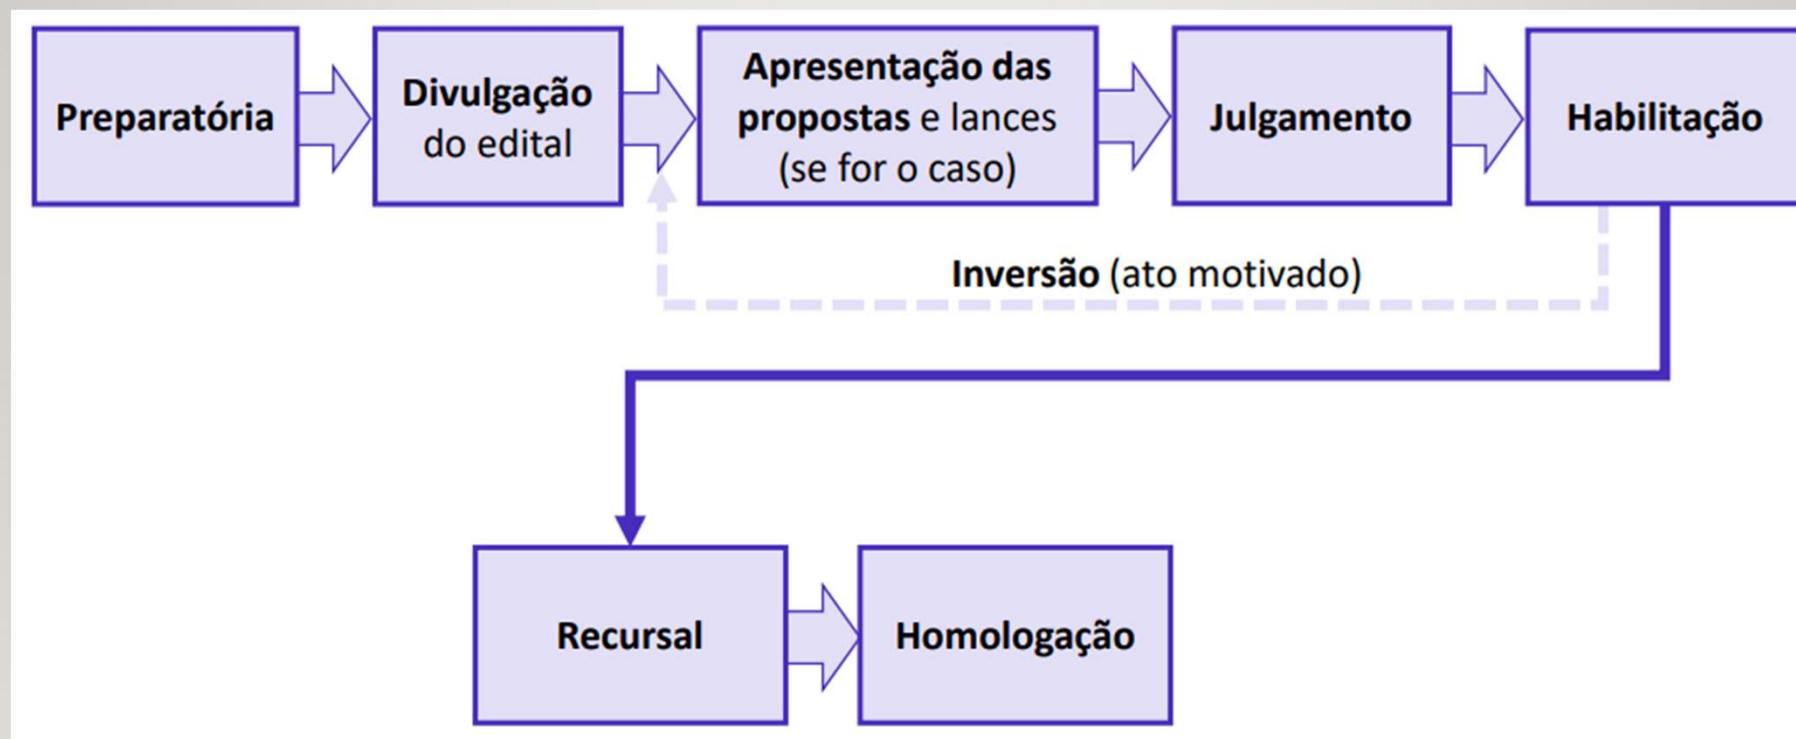 Preparatória
Divulgação
do edital
Apresentação das
propostas e lances
(se for o caso)
Julgamento
Habilitação
Inversão (ato motivado)
Recursal
Homologação